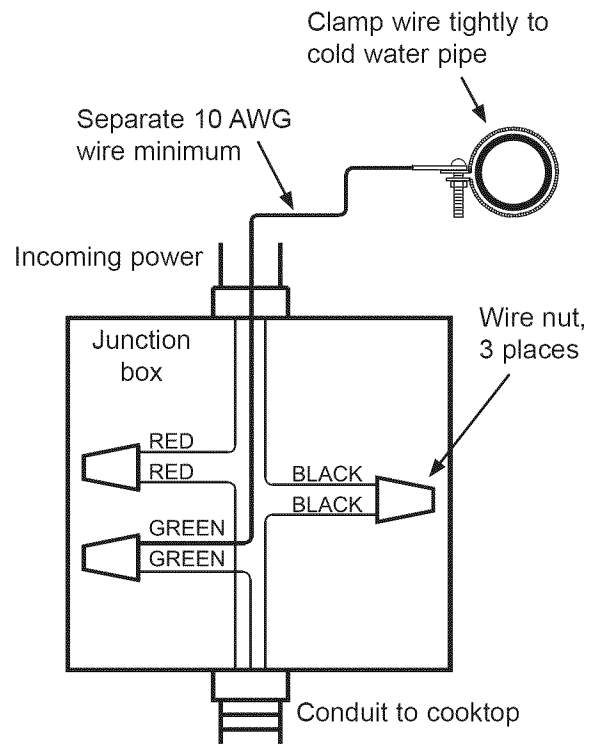 Clamp wire tightly to
cold water pipe
Separate 10 AWG
wire minimum
Incoming power
Junction
box
Wire nut,
3 places
RED
RED
BLACK
BLACK
GREEN
GREEN
Conduit to cooktop